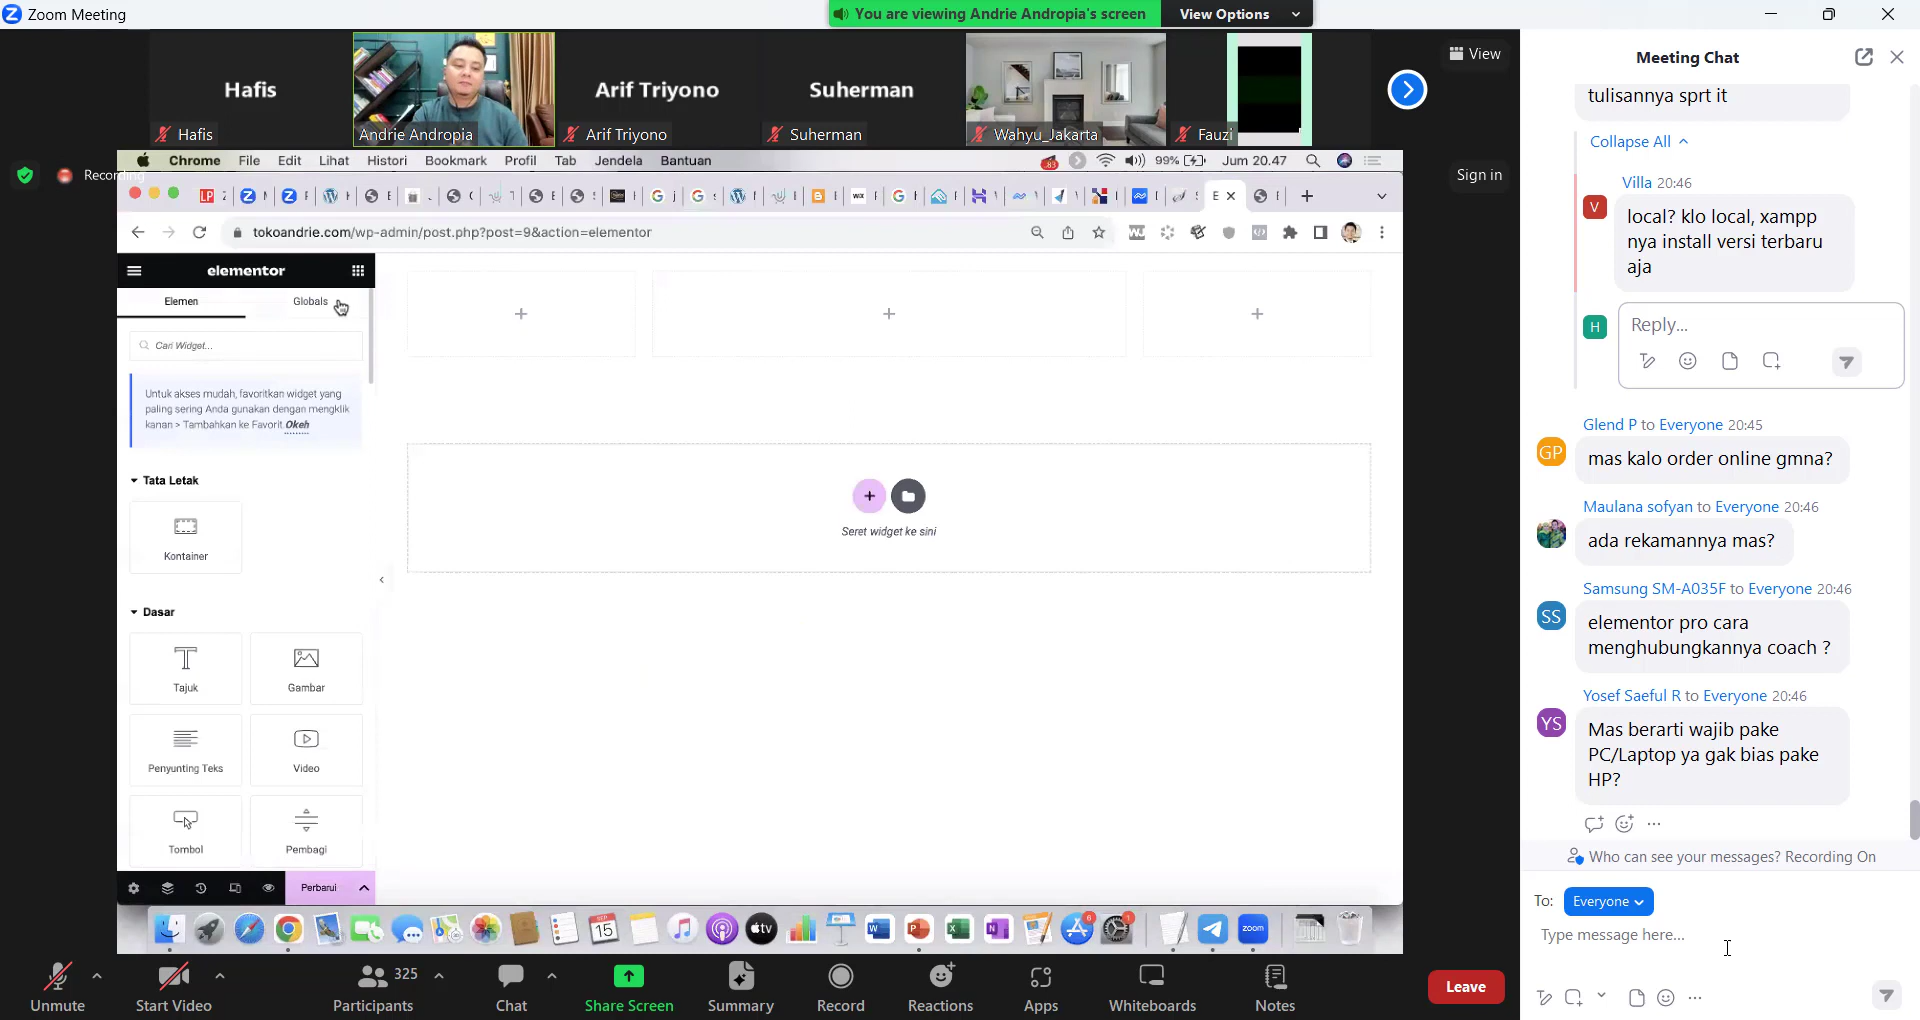 Zoom Meeting
You are viewing Andrie Andropia's screen
View Options
Hafis
Hafis
Andrie Andropia
Arif Triyono
Arif Triyono
Suherman
Suherman
Wahyu_Jakarta
Fauzi
View
Recording
Sign in
Chrome File Edit Lihat Histori Bookmark Profil Tab Jendela Bantuan
99% Jum 20.47
tokoandrie.com/wp-admin/post.php?post=9&action=elementor
elementor
Elemen Globals
Cari Widget...
Untuk akses mudah, favoritkan widget yang
paling sering Anda gunakan dengan mengklik
kanan > Tambahkan ke Favorit Okeh
Tata Letak
Kontainer
Dasar
Tajuk
Gambar
Penyunting Teks
Video
Tombol
Pembagi
Perbarui
Seret widget ke sini
SEP
15
tv
zoom
Unmute
Start Video
325
Participants
Chat
Share Screen
Summary
Record
Reactions
Apps
Whiteboards
Notes
Leave
Meeting Chat
tulisannya sprt it
Collapse All
Villa 20:46
V
local? klo local, xampp
nya install versi terbaru
aja
H
Reply...
Glend P to Everyone 20:45
GP
mas kalo order online gmna?
Maulana sofyan to Everyone 20:46
ada rekamannya mas?
Samsung SM-A035F to Everyone 20:46
SS
elementor pro cara
menghubungkannya coach ?
Yosef Saeful R to Everyone 20:46
YS
Mas berarti wajib pake
PC/Laptop ya gak bias pake
HP?
Who can see your messages? Recording On
To: Everyone
Type message here...